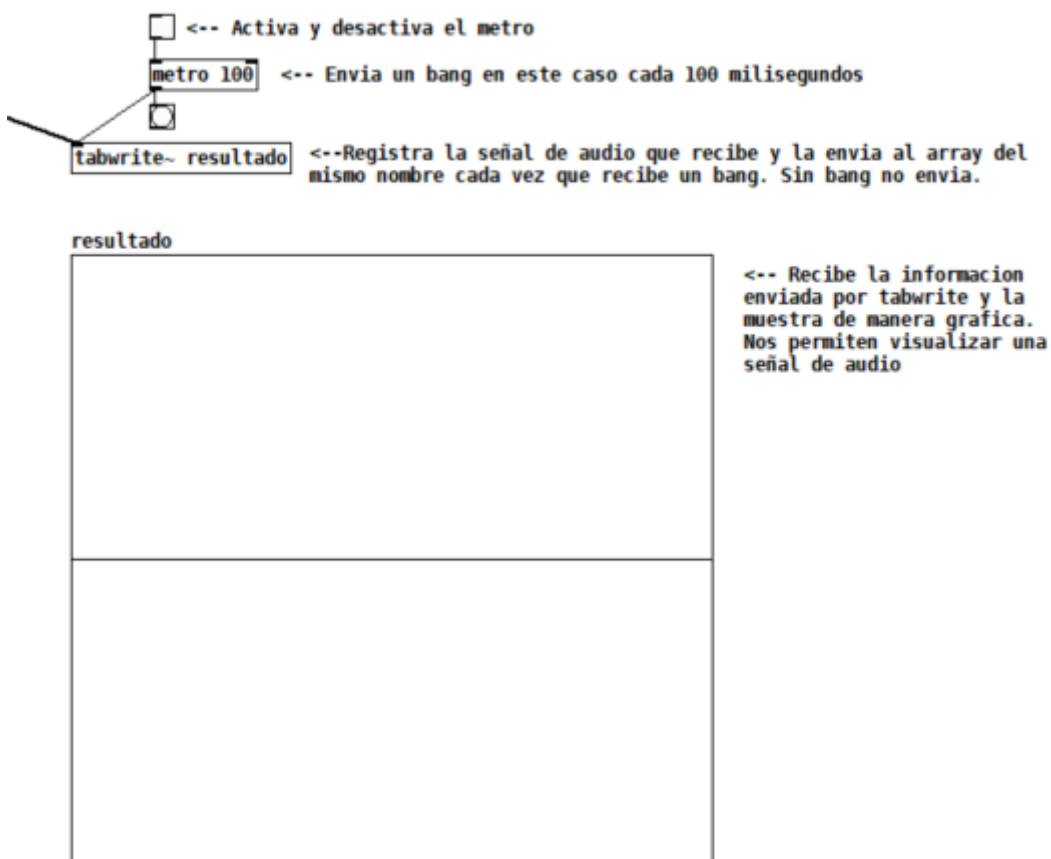 <-- Activa y desactiva el metro
metro 100 <-- Envia un bang en este caso cada 100 milisegundos
tabwrite~ resultado <--Registra la señal de audio que recibe y la envia al array del
mismo nombre cada vez que recibe un bang. Sin bang no envia.
resultado
<-- Recibe la informacion
enviada por tabwrite y la
muestra de manera grafica.
Nos permiten visualizar una
señal de audio